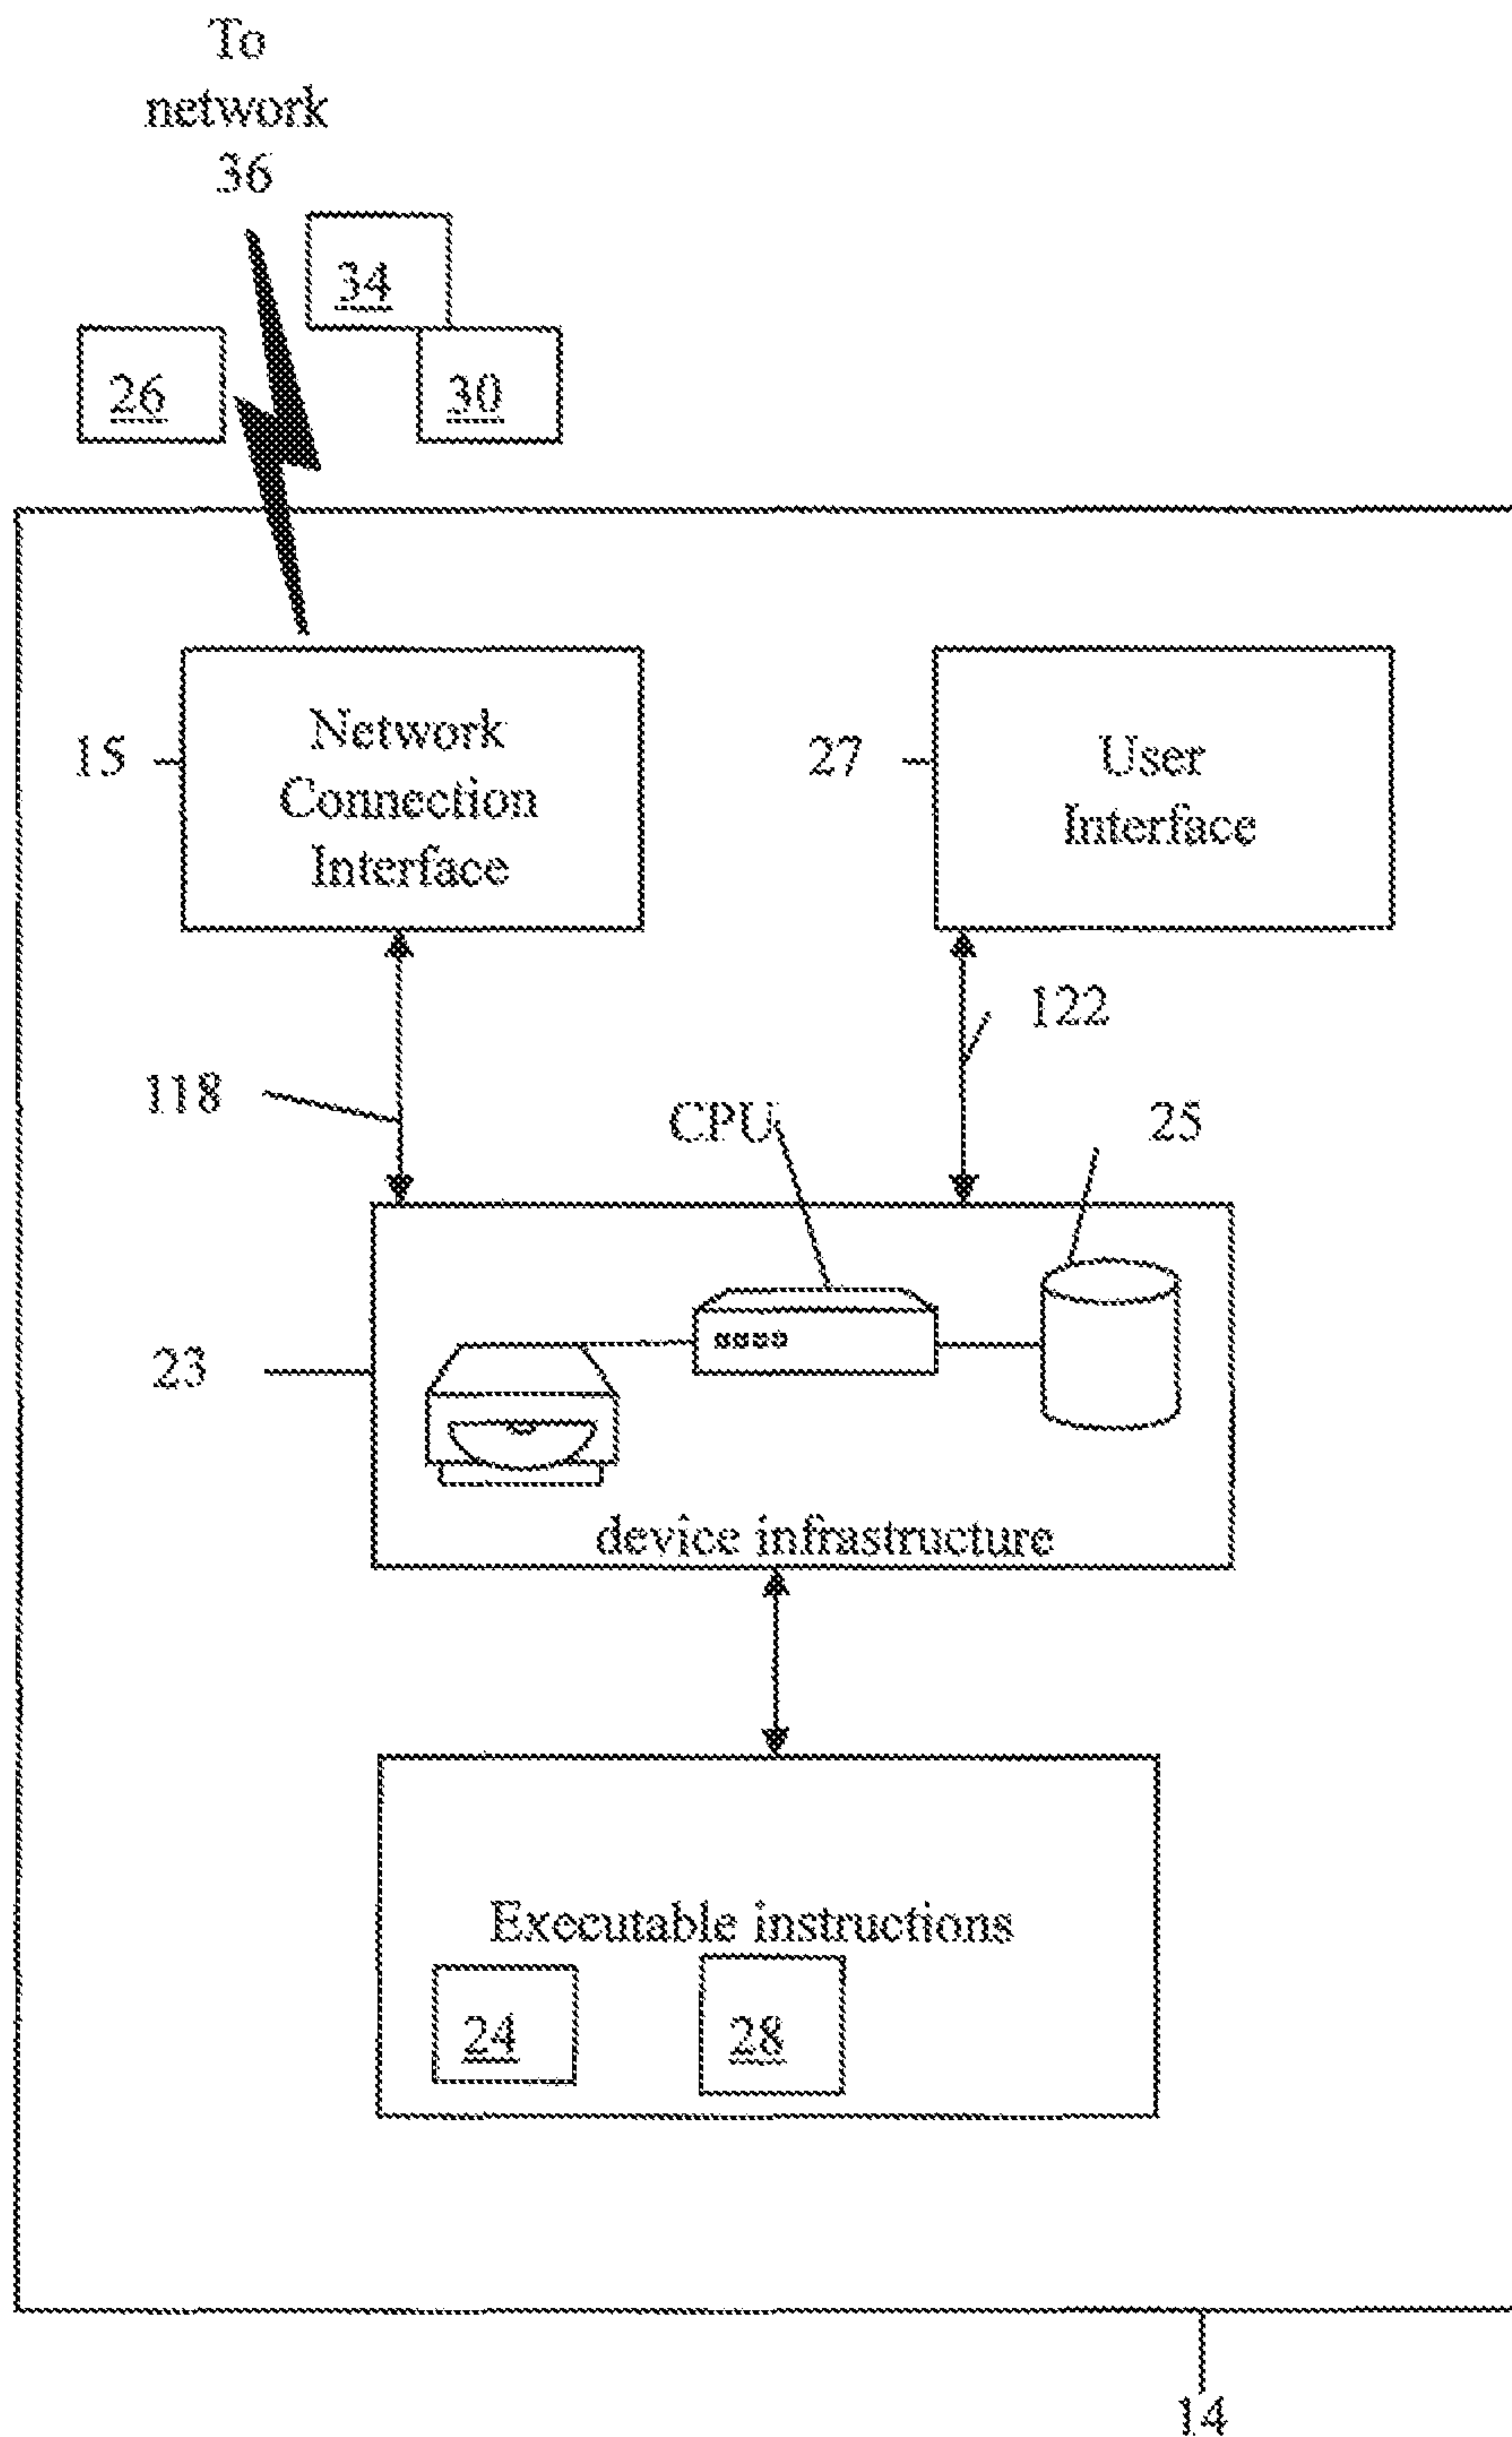 To
network
36
34
26
30
15
Network
Connection
Interface
27
User
Interface
122
118
CPU
25
23
device infrastructure
Executable instructions
24
28
14